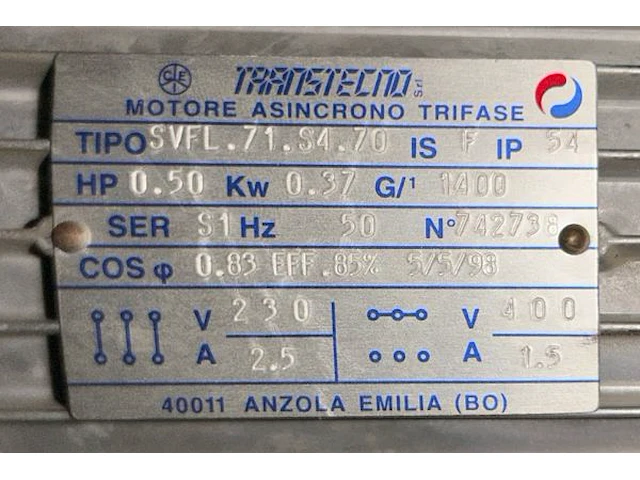 CEI TRANSTECNO Srl
MOTORE ASINCRONO TRIFASE
TIPO SVFL.71.S4.70 IS F IP 54
HP 0.50 Kw 0.37 G/¹ 1400
SER S1 Hz 50 N° 742738
COS φ 0.83 EFF.85% 5/5/98
V 230 V 400
A 2.5 A 1.5
40011 ANZOLA EMILIA (BO)